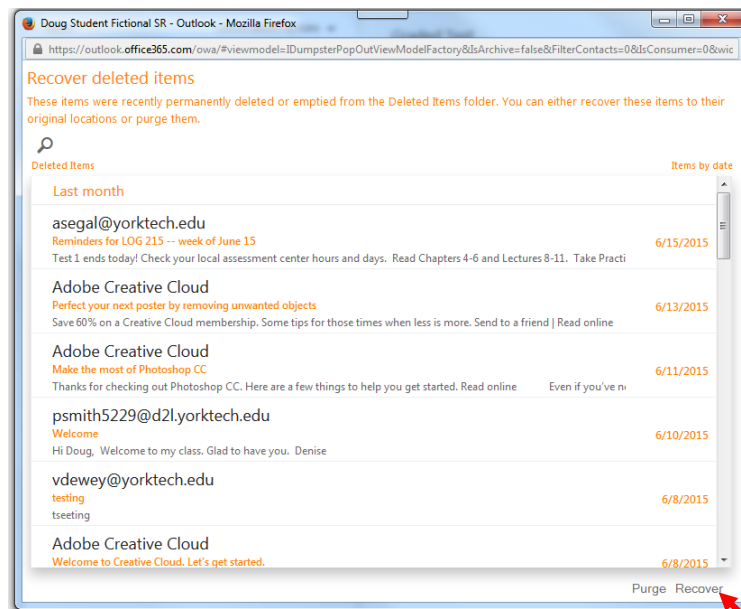 Doug Student Fictional SR - Outlook - Mozilla Firefox
https://outlook.office365.com/owa/#viewmodel=IDumpsterPopOutViewModelFactory&IsArchive=false&FilterContacts=0&IsConsumer=0&wic
Recover deleted items
These items were recently permanently deleted or emptied from the Deleted Items folder. You can either recover these items to their
original locations or purge them.
Deleted Items Items by date
Last month
asegal@yorktech.edu
Reminders for LOG 215 -- week of June 15 6/15/2015
Test 1 ends today! Check your local assessment center hours and days. Read Chapters 4-6 and Lectures 8-11. Take Practi
Adobe Creative Cloud
Perfect your next poster by removing unwanted objects 6/13/2015
Save 60% on a Creative Cloud membership. Some tips for those times when less is more. Send to a friend | Read online
Adobe Creative Cloud
Make the most of Photoshop CC 6/11/2015
Thanks for checking out Photoshop CC. Here are a few things to help you get started. Read online Even if you've n
psmith5229@d2l.yorktech.edu
Welcome 6/10/2015
Hi Doug, Welcome to my class. Glad to have you. Denise
vdewey@yorktech.edu
testing 6/8/2015
tseeting
Adobe Creative Cloud
Welcome to Creative Cloud. Let's get started. 6/8/2015
Purge Recover